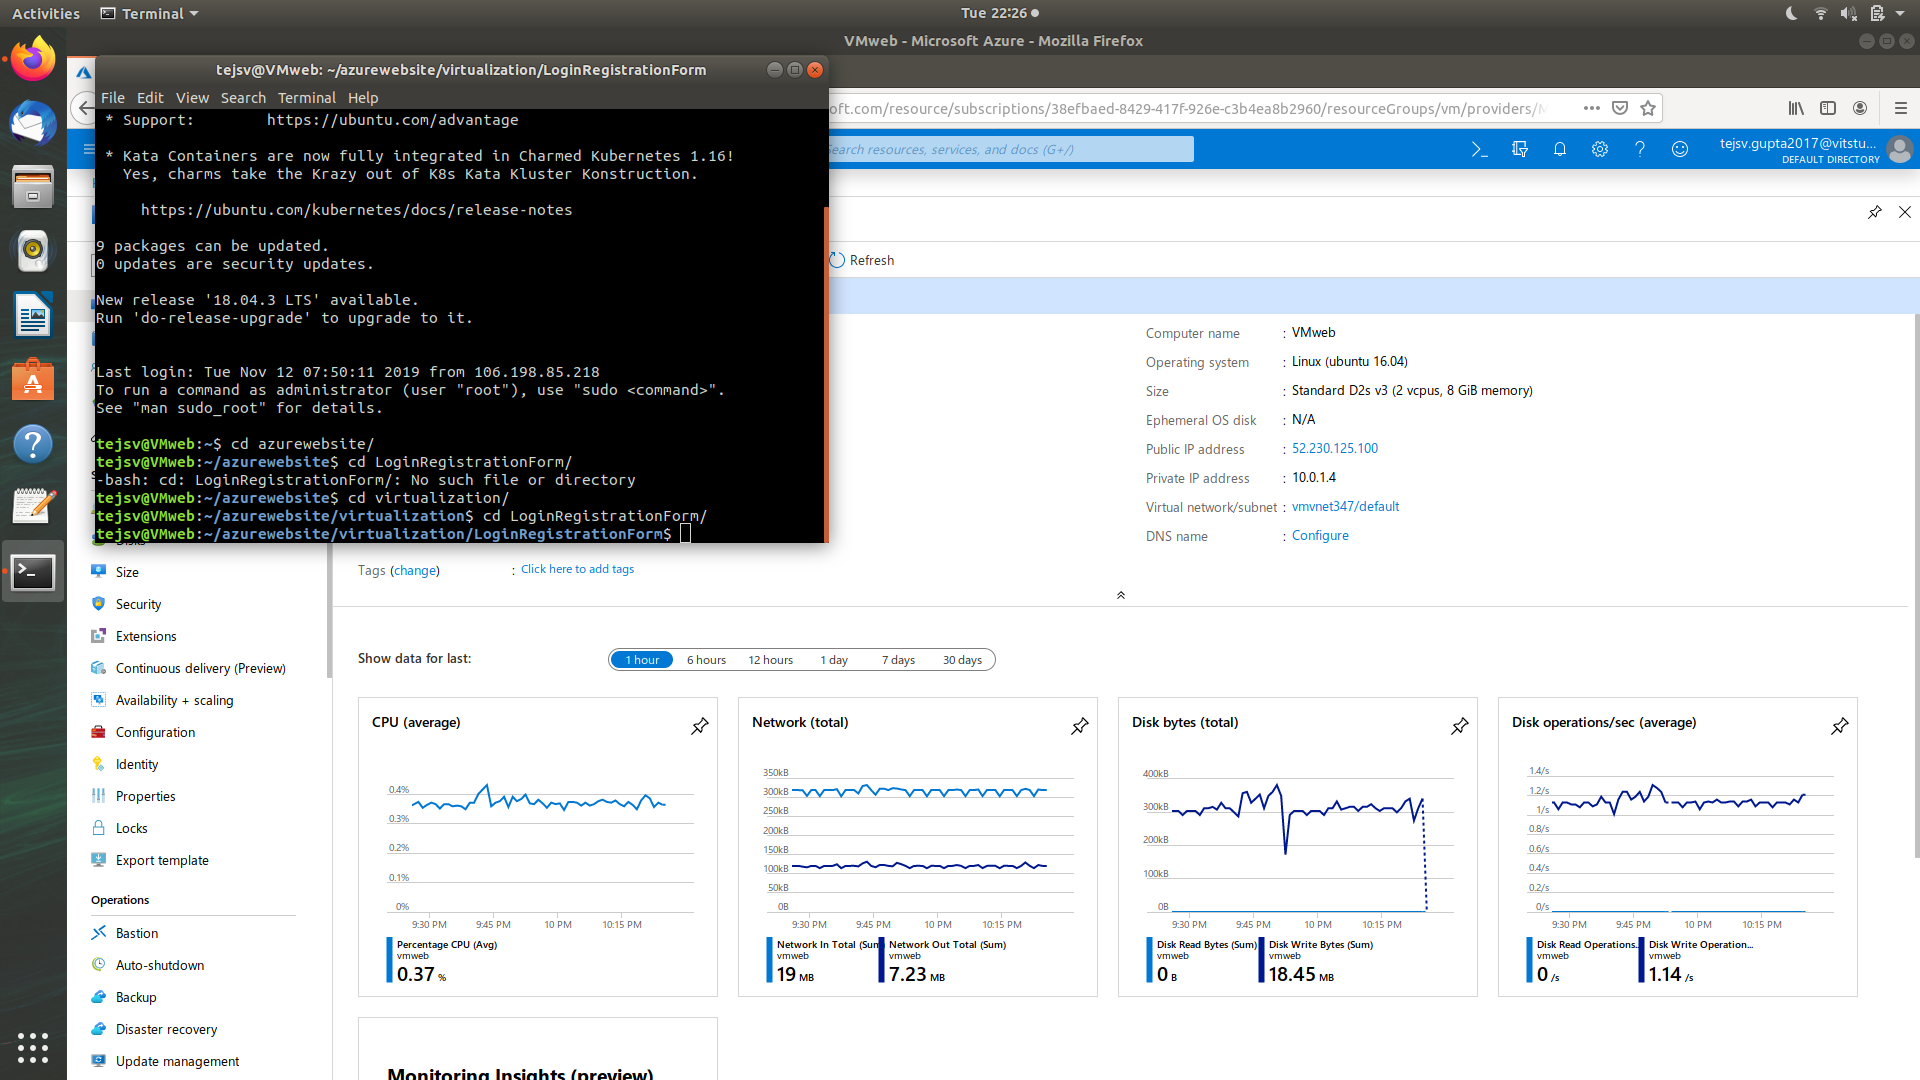 Activities
Terminal
Tue 22:26
VMweb - Microsoft Azure - Mozilla Firefox
tejsv@VMweb: ~/azurewebsite/virtualization/LoginRegistrationForm
File Edit View Search Terminal Help
oft.com/resource/subscriptions/38efbaed-8429-417f-926e-c3b4ea8b2960/resourceGroups/vm/providers/
Search resources, services, and docs (G+/)
tejsv.gupta2017@vitstu...
DEFAULT DIRECTORY
* Support: https://ubuntu.com/advantage
* Kata Containers are now fully integrated in Charmed Kubernetes 1.16!
Yes, charms take the Krazy out of K8s Kata Kluster Konstruction.
https://ubuntu.com/kubernetes/docs/release-notes
9 packages can be updated.
0 updates are security updates.
New release '18.04.3 LTS' available.
Run 'do-release-upgrade' to upgrade to it.
Last login: Tue Nov 12 07:50:11 2019 from 106.198.85.218
To run a command as administrator (user "root"), use "sudo <command>".
See "man sudo_root" for details.
tejsv@VMweb:~$ cd azurewebsite/
tejsv@VMweb:~/azurewebsite$ cd LoginRegistrationForm/
-bash: cd: LoginRegistrationForm/: No such file or directory
tejsv@VMweb:~/azurewebsite$ cd virtualization/
tejsv@VMweb:~/azurewebsite/virtualization$ cd LoginRegistrationForm/
tejsv@VMweb:~/azurewebsite/virtualization/LoginRegistrationForm$
Refresh
Computer name : VMweb
Operating system : Linux (ubuntu 16.04)
Size : Standard D2s v3 (2 vcpus, 8 GiB memory)
Ephemeral OS disk : N/A
Public IP address : 52.230.125.100
Private IP address : 10.0.1.4
Virtual network/subnet : vmvnet347/default
DNS name : Configure
Tags (change) : Click here to add tags
Disks
Size
Security
Extensions
Continuous delivery (Preview)
Availability + scaling
Configuration
Identity
Properties
Locks
Export template
Operations
Bastion
Auto-shutdown
Backup
Disaster recovery
Update management
Show data for last:
1 hour 6 hours 12 hours 1 day 7 days 30 days
CPU (average)
0.4%
0.3%
0.2%
0.1%
0%
9:30 PM 9:45 PM 10 PM 10:15 PM
Percentage CPU (Avg)
vmweb
0.37 %
Network (total)
350kB
300kB
250kB
200kB
150kB
100kB
50kB
0B
9:30 PM 9:45 PM 10 PM 10:15 PM
Network In Total (Sum) Network Out Total (Sum)
vmweb vmweb
19 MB 7.23 MB
Disk bytes (total)
400kB
300kB
200kB
100kB
0B
9:30 PM 9:45 PM 10 PM 10:15 PM
Disk Read Bytes (Sum) Disk Write Bytes (Sum)
vmweb vmweb
0 B 18.45 MB
Disk operations/sec (average)
1.4/s
1.2/s
1/s
0.8/s
0.6/s
0.4/s
0.2/s
0/s
9:30 PM 9:45 PM 10 PM 10:15 PM
Disk Read Operations... Disk Write Operation...
vmweb vmweb
0 /s 1.14 /s
Monitoring Insights (preview)